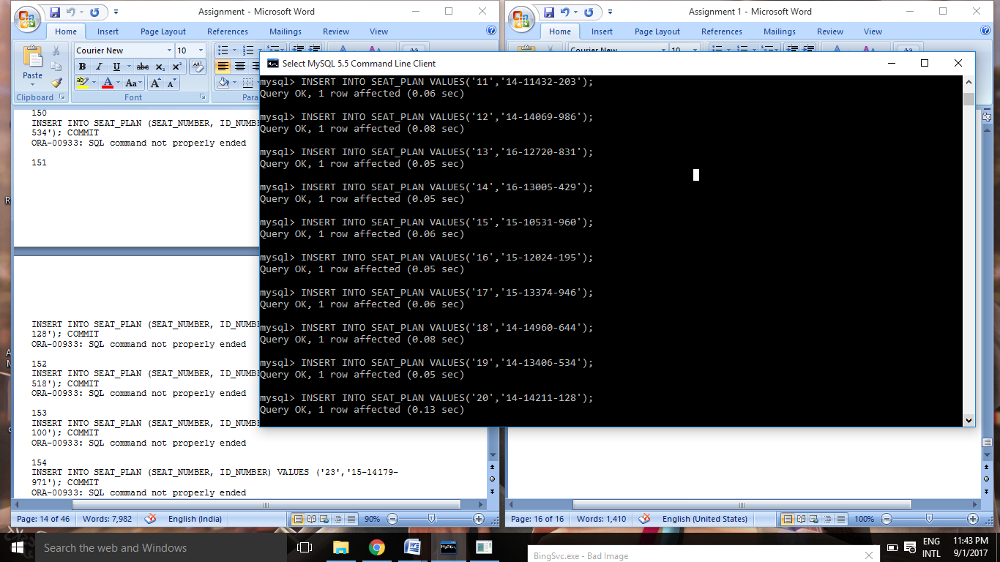 Assignment - Microsoft Word
Home Insert Page Layout References Mailings Review View
Paste
Clipboard
Courier New 10
B I U abc X₂ X²
Aa A A
Font
Para
150
INSERT INTO SEAT_PLAN (SEAT_NUMBER, ID_NUMBE
534'); COMMIT
ORA-00933: SQL command not properly ended
151
INSERT INTO SEAT_PLAN (SEAT_NUMBER, ID_NUMBE
128'); COMMIT
ORA-00933: SQL command not properly ended
152
INSERT INTO SEAT_PLAN (SEAT_NUMBER, ID_NUMBE
518'); COMMIT
ORA-00933: SQL command not properly ended
153
INSERT INTO SEAT_PLAN (SEAT_NUMBER, ID_NUMBE
100'); COMMIT
ORA-00933: SQL command not properly ended
154
INSERT INTO SEAT_PLAN (SEAT_NUMBER, ID_NUMBER) VALUES ('23','15-14179-
971'); COMMIT
ORA-00933: SQL command not properly ended
Page: 14 of 46 Words: 7,982 English (India) 90%
Assignment 1 - Microsoft Word
Home Insert Page Layout References Mailings Review View
Courier New 10
Page: 16 of 16 Words: 1,410 English (United States) 100%
Select MySQL 5.5 Command Line Client
mysql> INSERT INTO SEAT_PLAN VALUES('11','14-11432-203');
Query OK, 1 row affected (0.06 sec)
mysql> INSERT INTO SEAT_PLAN VALUES('12','14-14069-986');
Query OK, 1 row affected (0.08 sec)
mysql> INSERT INTO SEAT_PLAN VALUES('13','16-12720-831');
Query OK, 1 row affected (0.05 sec)
mysql> INSERT INTO SEAT_PLAN VALUES('14','16-13005-429');
Query OK, 1 row affected (0.05 sec)
mysql> INSERT INTO SEAT_PLAN VALUES('15','15-10531-960');
Query OK, 1 row affected (0.06 sec)
mysql> INSERT INTO SEAT_PLAN VALUES('16','15-12024-195');
Query OK, 1 row affected (0.05 sec)
mysql> INSERT INTO SEAT_PLAN VALUES('17','15-13374-946');
Query OK, 1 row affected (0.06 sec)
mysql> INSERT INTO SEAT_PLAN VALUES('18','14-14960-644');
Query OK, 1 row affected (0.08 sec)
mysql> INSERT INTO SEAT_PLAN VALUES('19','14-13406-534');
Query OK, 1 row affected (0.05 sec)
mysql> INSERT INTO SEAT_PLAN VALUES('20','14-14211-128');
Query OK, 1 row affected (0.13 sec)
Search the web and Windows
BingSvc.exe - Bad Image
ENG
INTL
11:43 PM
9/1/2017